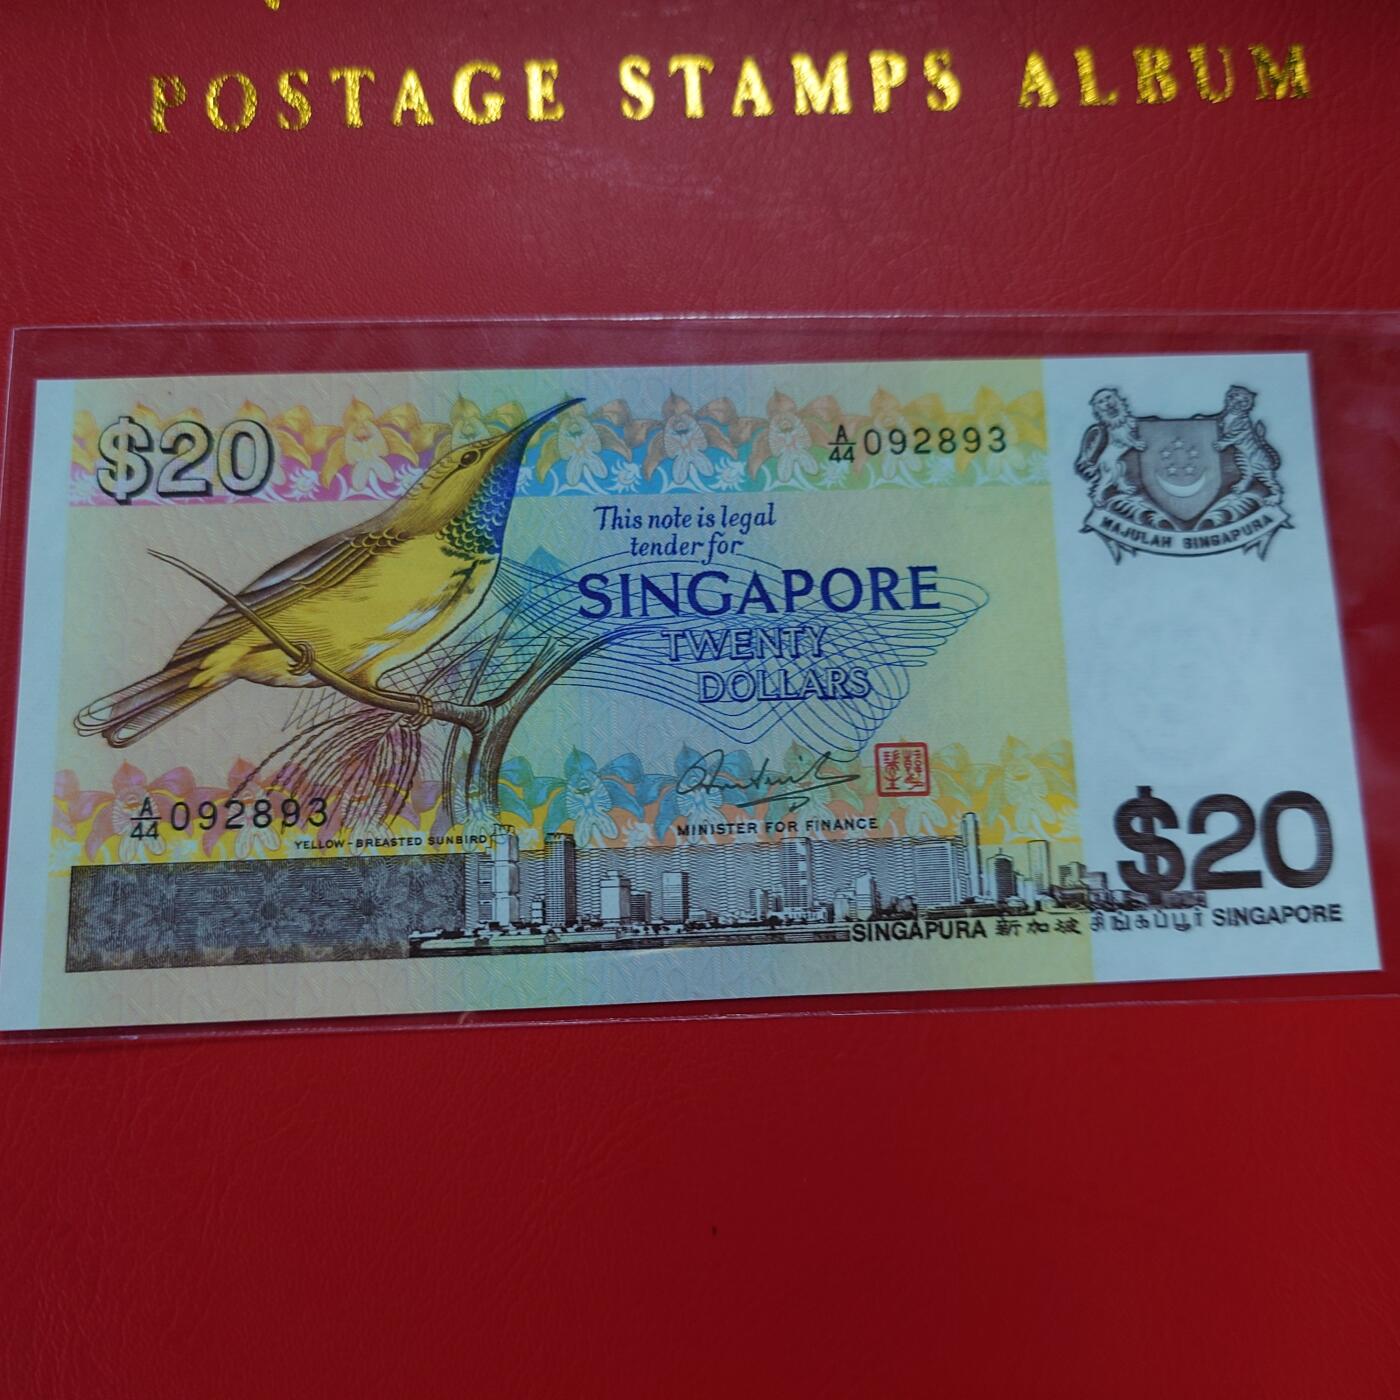 POSTAGE STAMPS ALBUM
$20
A/44 092893
MAJULAH SINGAPURA
This note is legal
tender for
SINGAPORE
TWENTY
DOLLARS
A/44 092893
YELLOW-BREASTED SUNBIRD
MINISTER FOR FINANCE
$20
SINGAPURA 新加坡 சிங்கப்பூர் SINGAPORE